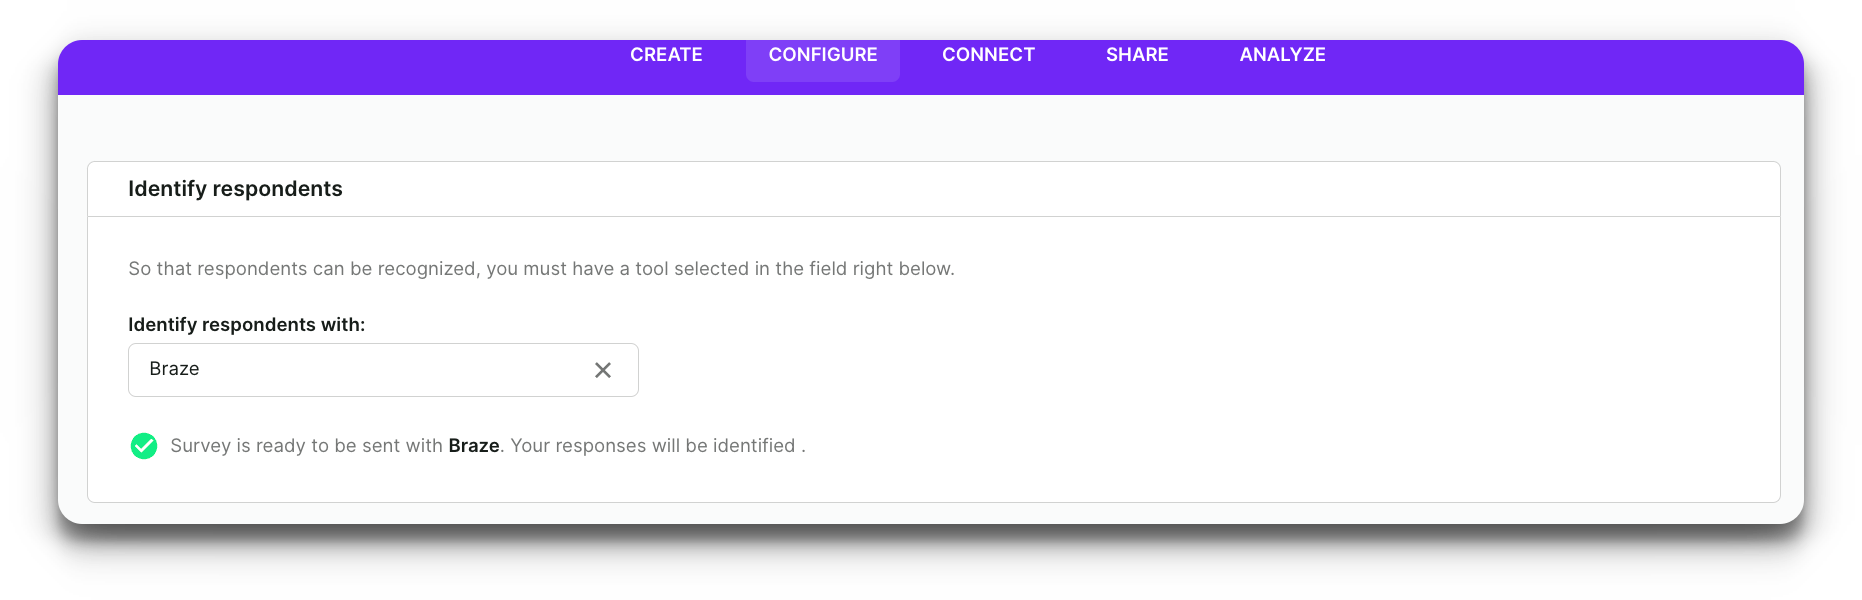 CREATE CONFIGURE CONNECT SHARE ANALYZE
Identify respondents
So that respondents can be recognized, you must have a tool selected in the field right below.
Identify respondents with:
Braze
Survey is ready to be sent with Braze. Your responses will be identified .